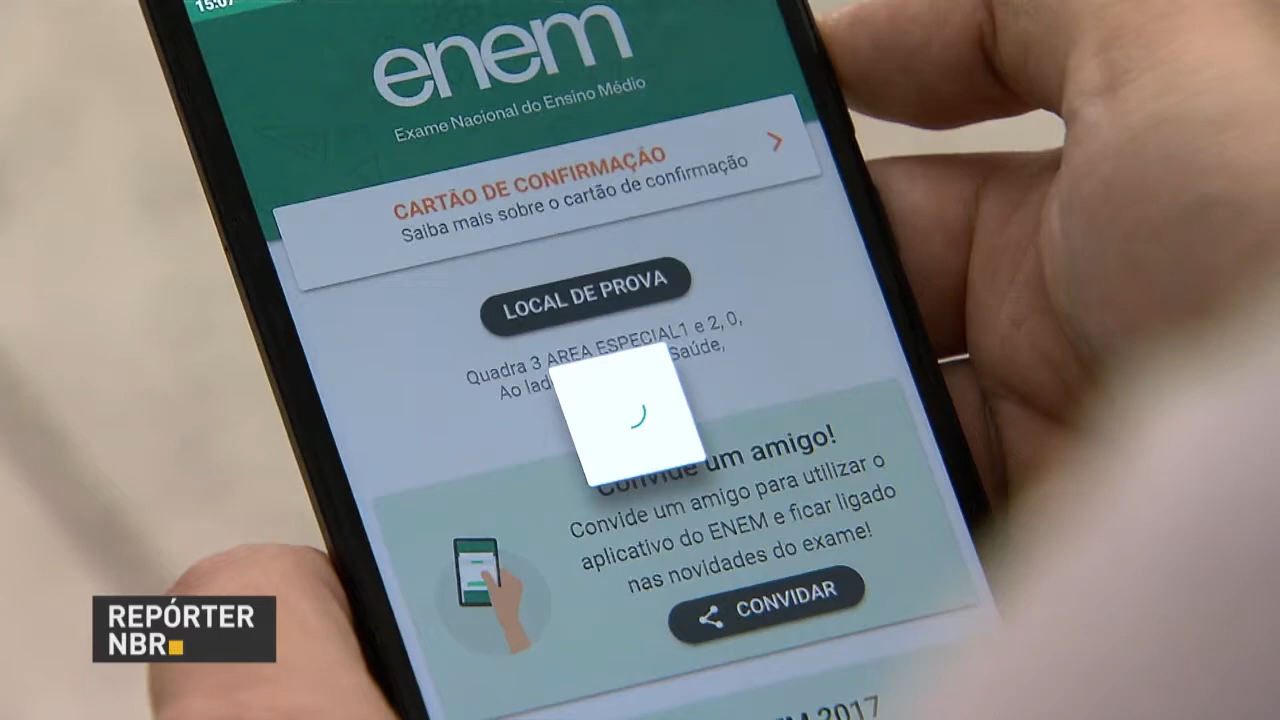 15:07
enem
Exame Nacional do Ensino Médio
CARTÃO DE CONFIRMAÇÃO
Saiba mais sobre o cartão de confirmação
LOCAL DE PROVA
Quadra 3 AREA ESPECIAL1 e 2, 0,
Ao Saúde,
Convide um amigo!
Convide um amigo para utilizar o
aplicativo do ENEM e ficar ligado
nas novidades do exame!
CONVIDAR
2017
REPÓRTER
NBR